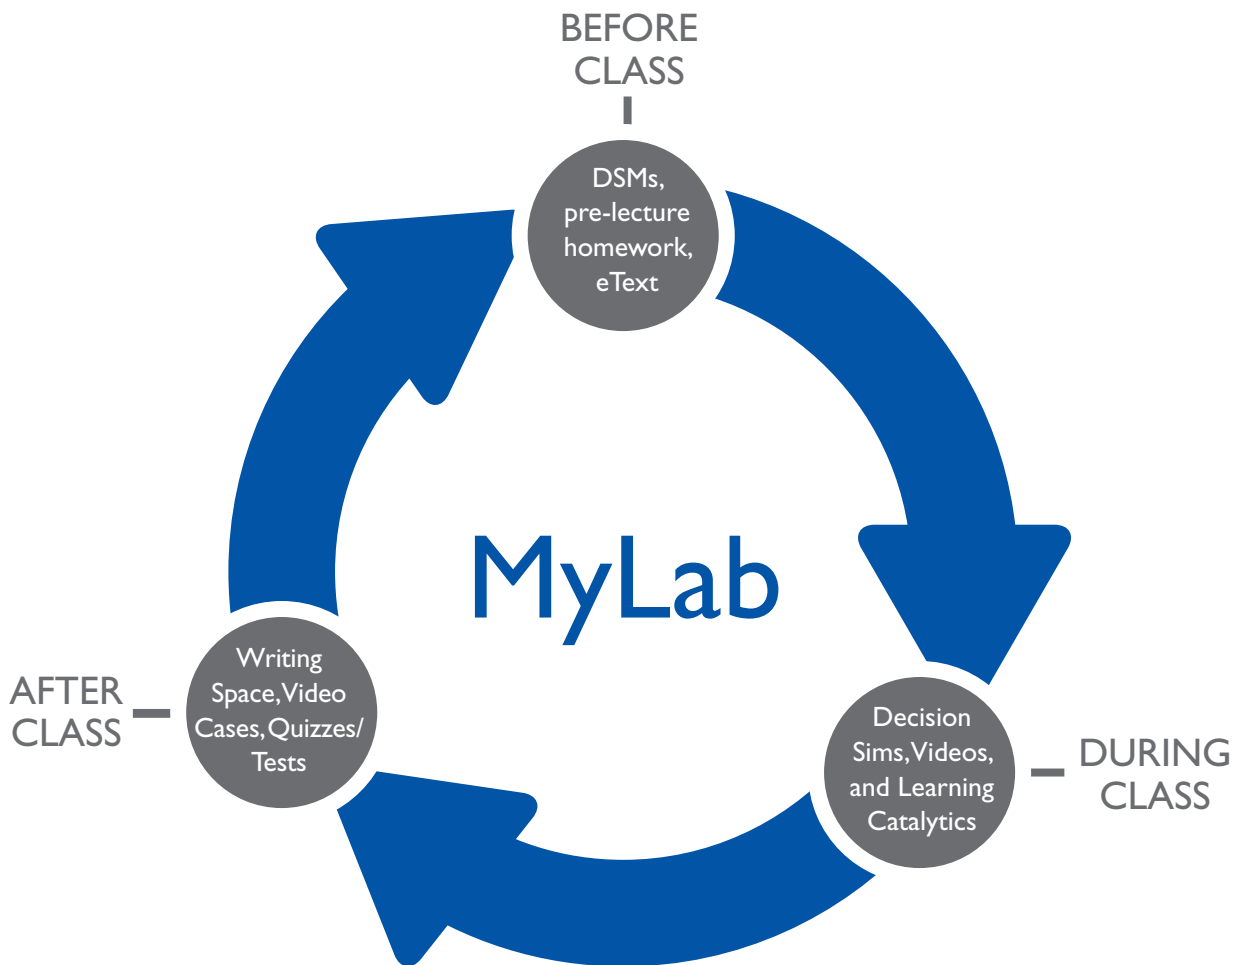 BEFORE
CLASS
DSMs,
pre-lecture
homework,
eText
MyLab
AFTER
CLASS
Writing
Space, Video
Cases, Quizzes/
Tests
Decision
Sims, Videos,
and Learning
Catalytics
DURING
CLASS